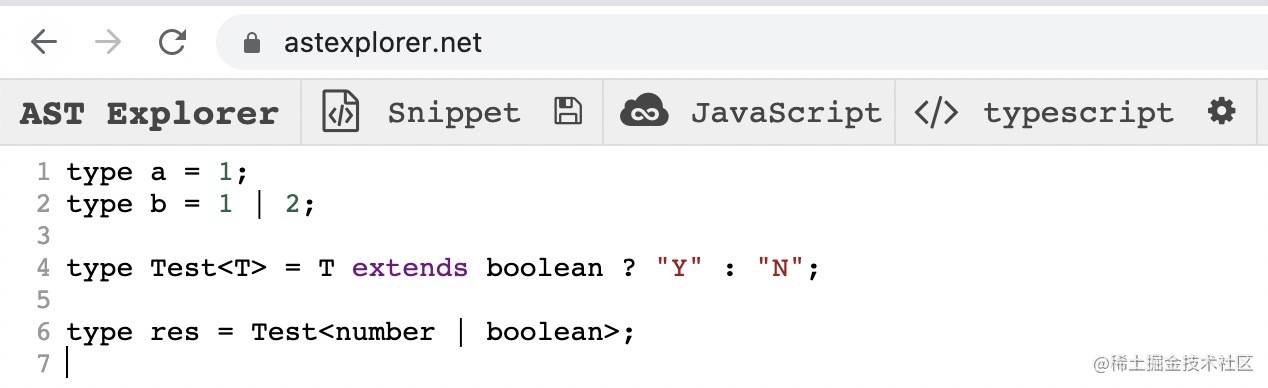 astexplorer.net
AST Explorer </> Snippet JavaScript </> typescript
1 type a = 1;
2 type b = 1 | 2;
3
4 type Test<T> = T extends boolean ? "Y" : "N";
5
6 type res = Test<number | boolean>;
7
@稀土掘金技术社区